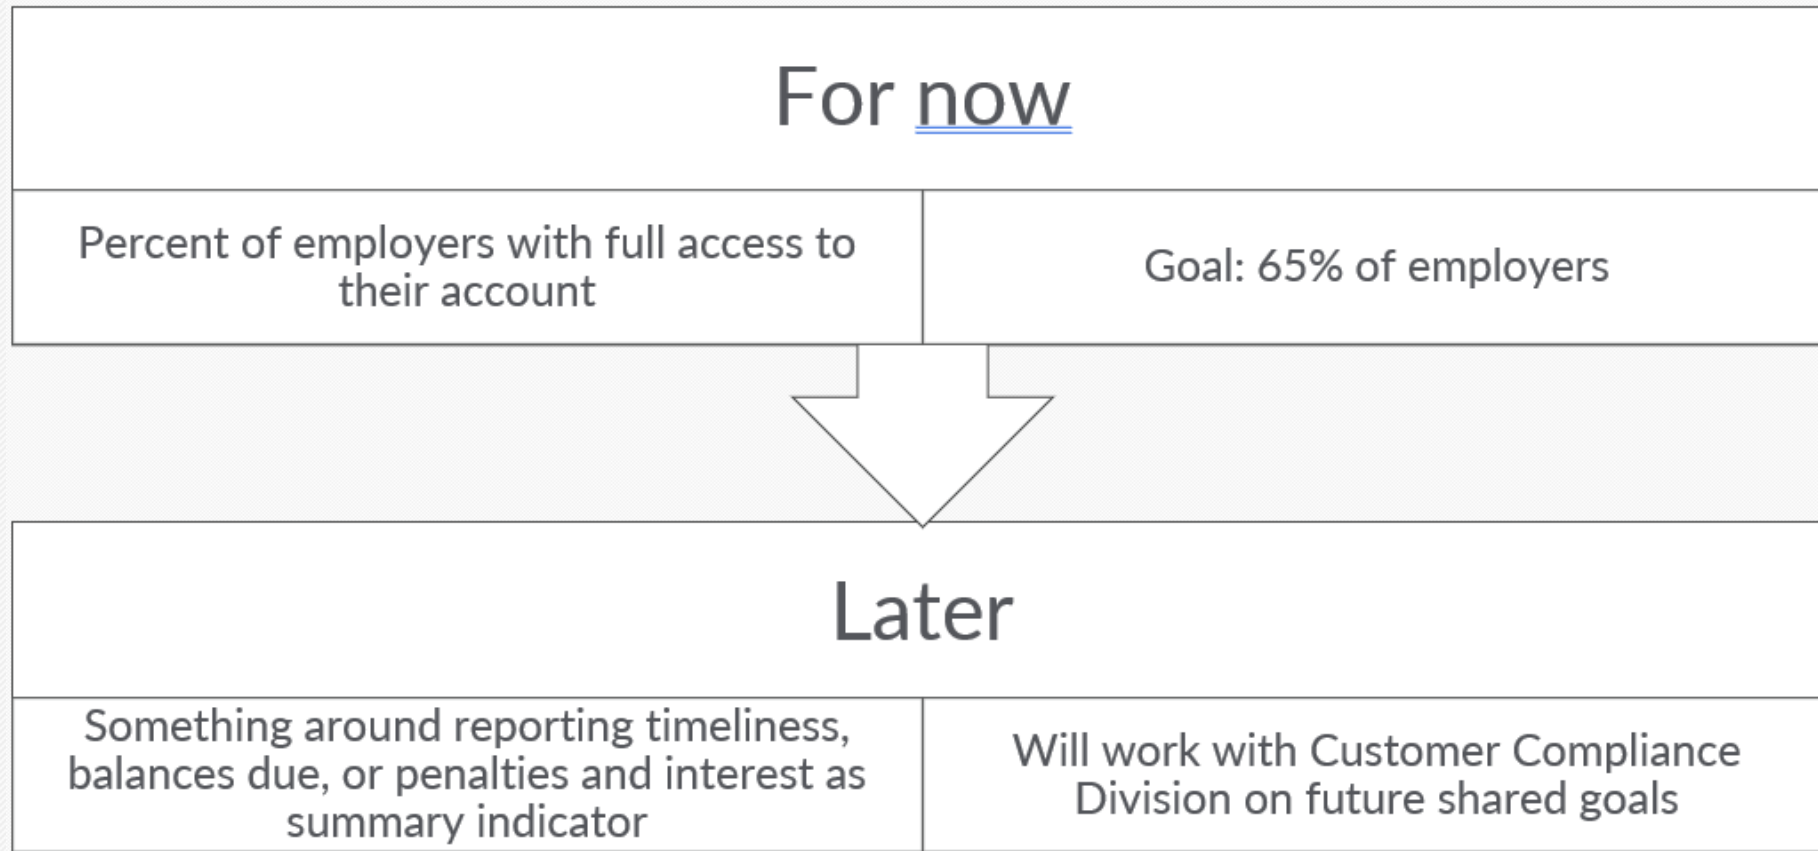 For now
Percent of employers with full access to
their account
Goal: 65% of employers
Later
Something around reporting timeliness,
balances due, or penalties and interest as
summary indicator
Will work with Customer Compliance
Division on future shared goals